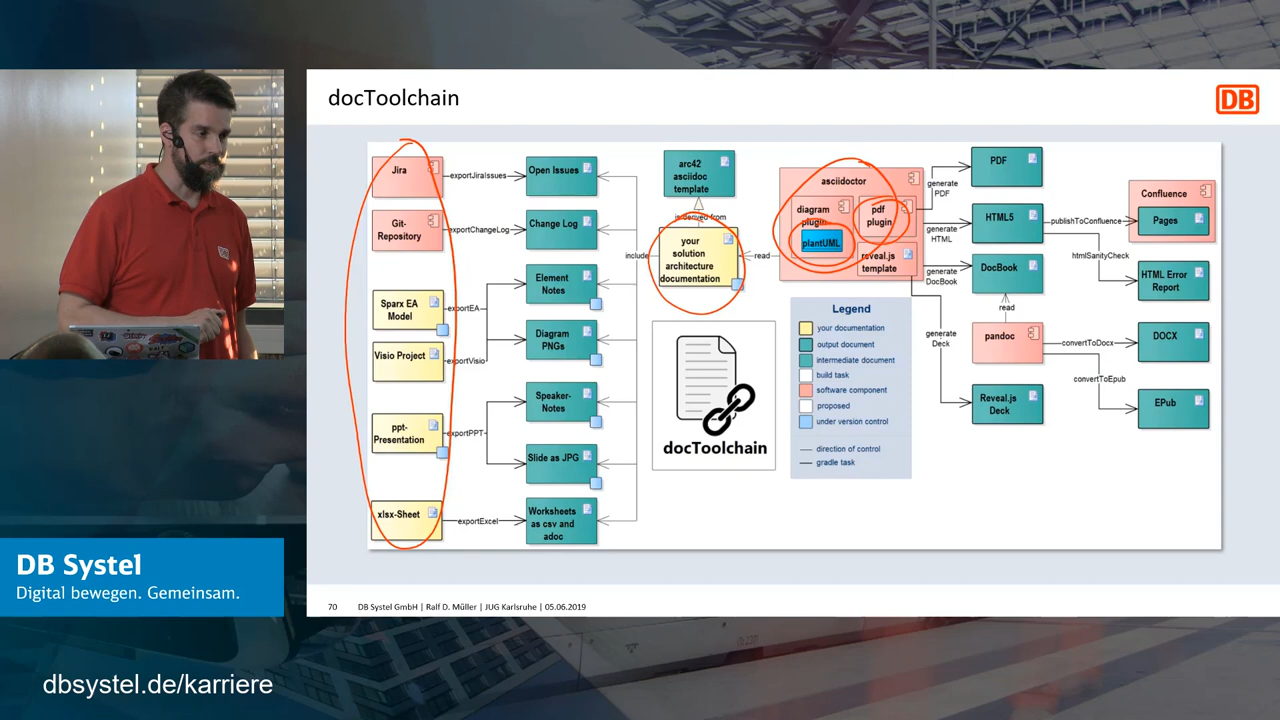 docToolchain
DB
Jira
exportJiraIssues
Open Issues
Git-
Repository
exportChangeLog
Change Log
Sparx EA
Model
exportEA
Element
Notes
Visio Project
exportVisio
Diagram
PNGs
ppt-
Presentation
exportPPT
Speaker-
Notes
Slide as JPG
xlsx-Sheet
exportExcel
Worksheets
as csv and
adoc
include
arc42
asciidoc
template
is derived from
your
solution
architecture
documentation
read
docToolchain
asciidoctor
diagram
plugin
plantUML
pdf
plugin
reveal.js
template
generate
PDF
PDF
generate
HTML
HTML5
generate
DocBook
DocBook
generate
Deck
Reveal.js
Deck
read
pandoc
publishToConfluence
Confluence
Pages
htmlSanityCheck
HTML Error
Report
convertToDocx
DOCX
convertToEpub
EPub
Legend
your documentation
output document
intermediate document
build task
software component
proposed
under version control
direction of control
gradle task
70 DB Systel GmbH | Ralf D. Müller | JUG Karlsruhe | 05.06.2019
DB Systel
Digital bewegen. Gemeinsam.
dbsystel.de/karriere